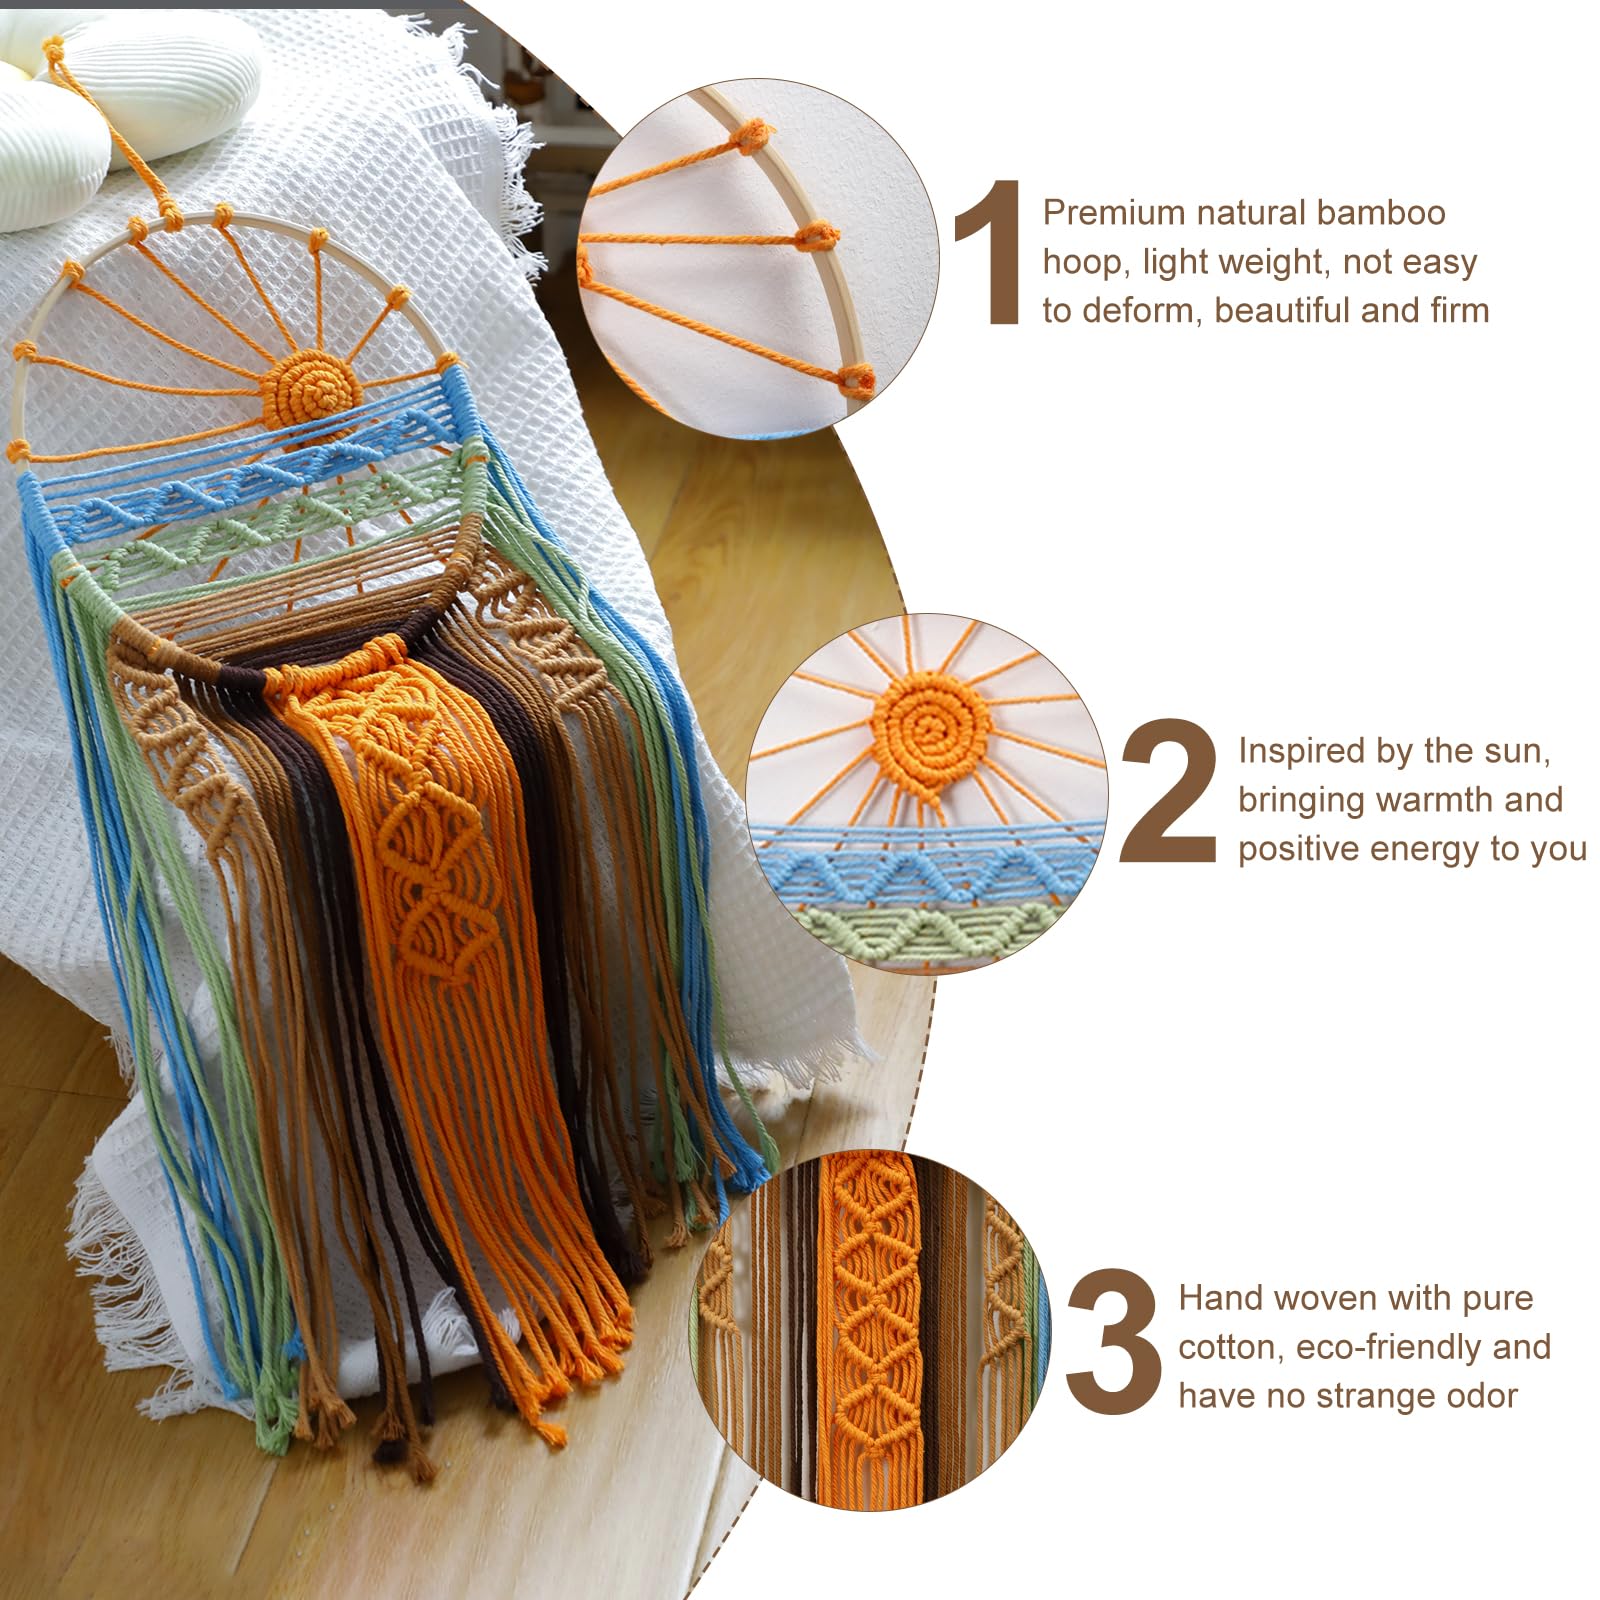 1
Premium natural bamboo
hoop, light weight, not easy
to deform, beautiful and firm
2
Inspired by the sun,
bringing warmth and
positive energy to you
3
Hand woven with pure
cotton, eco-friendly and
have no strange odor